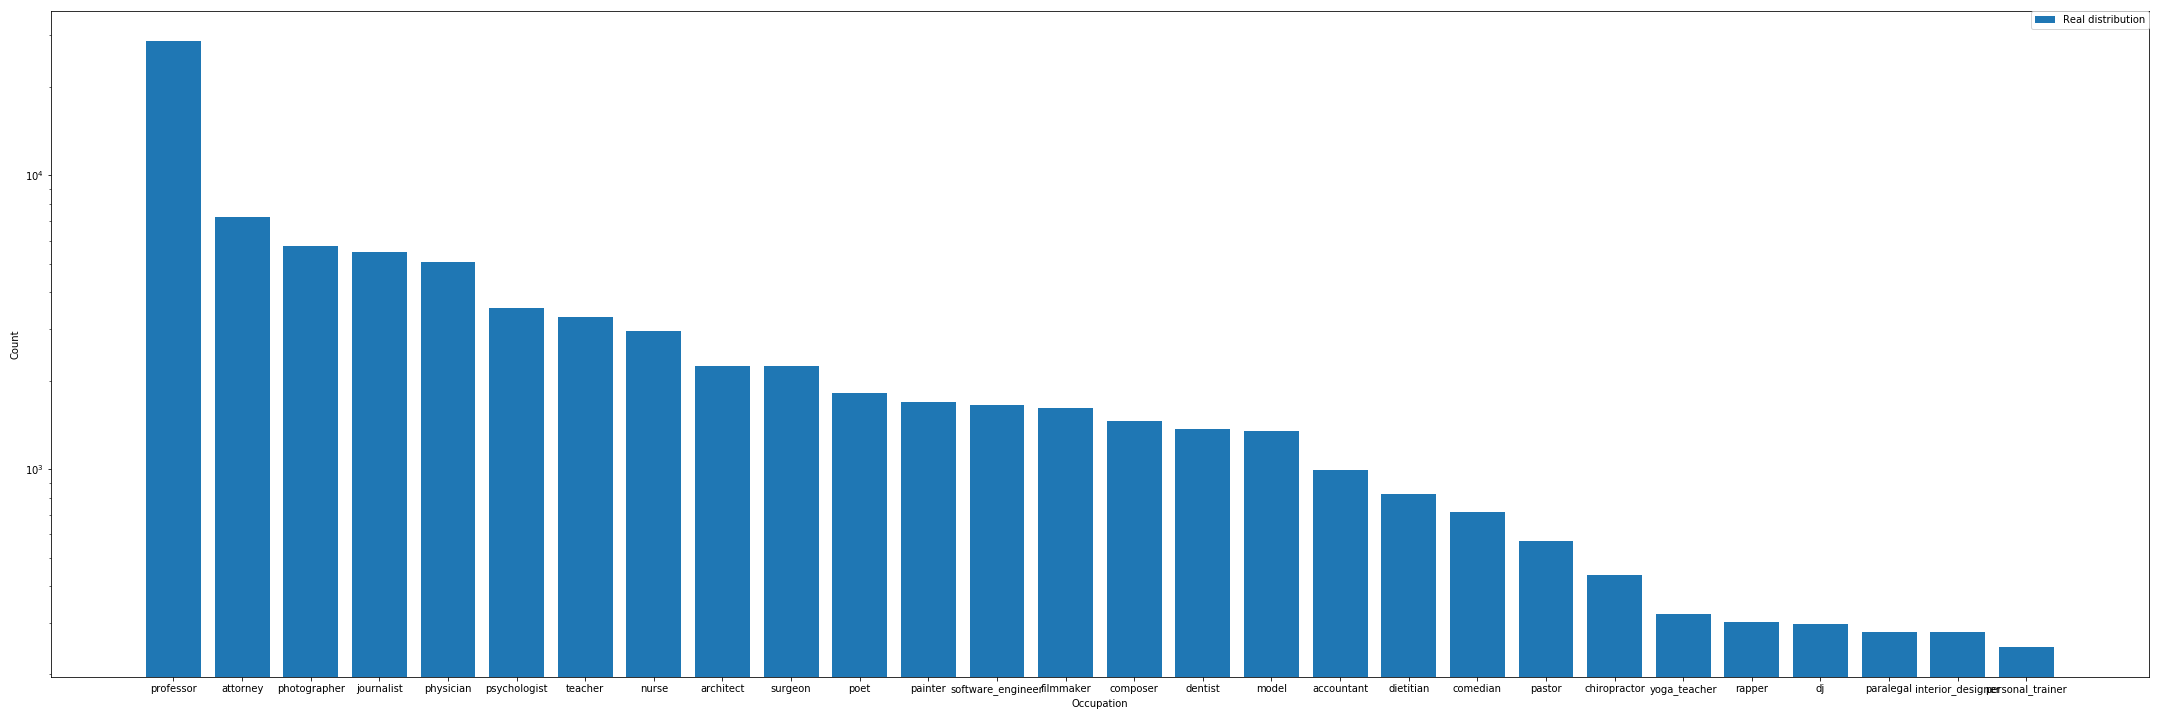 Real distribution
10⁴
10³
Count
professor attorney photographer journalist physician psychologist teacher nurse architect surgeon poet painter software_engineer filmmaker composer dentist model accountant dietitian comedian pastor chiropractor yoga_teacher rapper dj paralegal interior_designer personal_trainer
Occupation